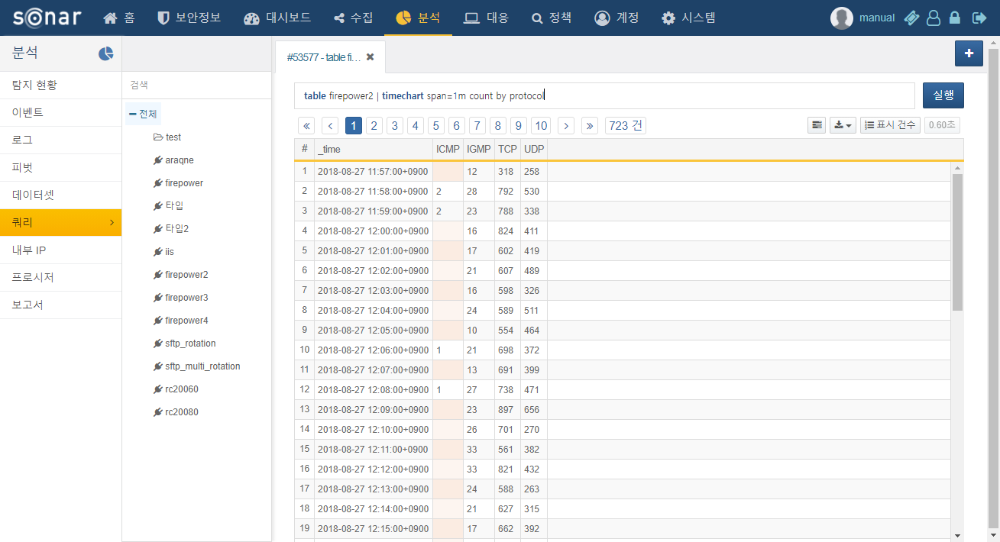 sonar 홈 보안정보 대시보드 수집 분석 대응 정책 계정 시스템 manual
분석
탐지 현황
이벤트
로그
피벗
데이터셋
쿼리
내부 IP
프로시저
보고서
검색
전체
test
araqne
firepower
타입
타입2
iis
firepower2
firepower3
firepower4
sftp_rotation
sftp_multi_rotation
rc20060
rc20080
#53577 - table fi… ✖
+
table firepower2 | timechart span=1m count by protocol 실행
« ‹ 1 2 3 4 5 6 7 8 9 10 › » 723 건 표시 건수 0.60초
# _time ICMP IGMP TCP UDP
1 2018-08-27 11:57:00+0900 12 318 258
2 2018-08-27 11:58:00+0900 2 28 792 530
3 2018-08-27 11:59:00+0900 2 23 788 338
4 2018-08-27 12:00:00+0900 16 824 411
5 2018-08-27 12:01:00+0900 17 602 419
6 2018-08-27 12:02:00+0900 21 607 489
7 2018-08-27 12:03:00+0900 16 598 326
8 2018-08-27 12:04:00+0900 24 589 511
9 2018-08-27 12:05:00+0900 10 554 464
10 2018-08-27 12:06:00+0900 1 21 698 372
11 2018-08-27 12:07:00+0900 13 691 399
12 2018-08-27 12:08:00+0900 1 27 738 471
13 2018-08-27 12:09:00+0900 23 897 656
14 2018-08-27 12:10:00+0900 26 701 270
15 2018-08-27 12:11:00+0900 33 561 382
16 2018-08-27 12:12:00+0900 33 821 432
17 2018-08-27 12:13:00+0900 24 588 263
18 2018-08-27 12:14:00+0900 21 627 315
19 2018-08-27 12:15:00+0900 17 662 392